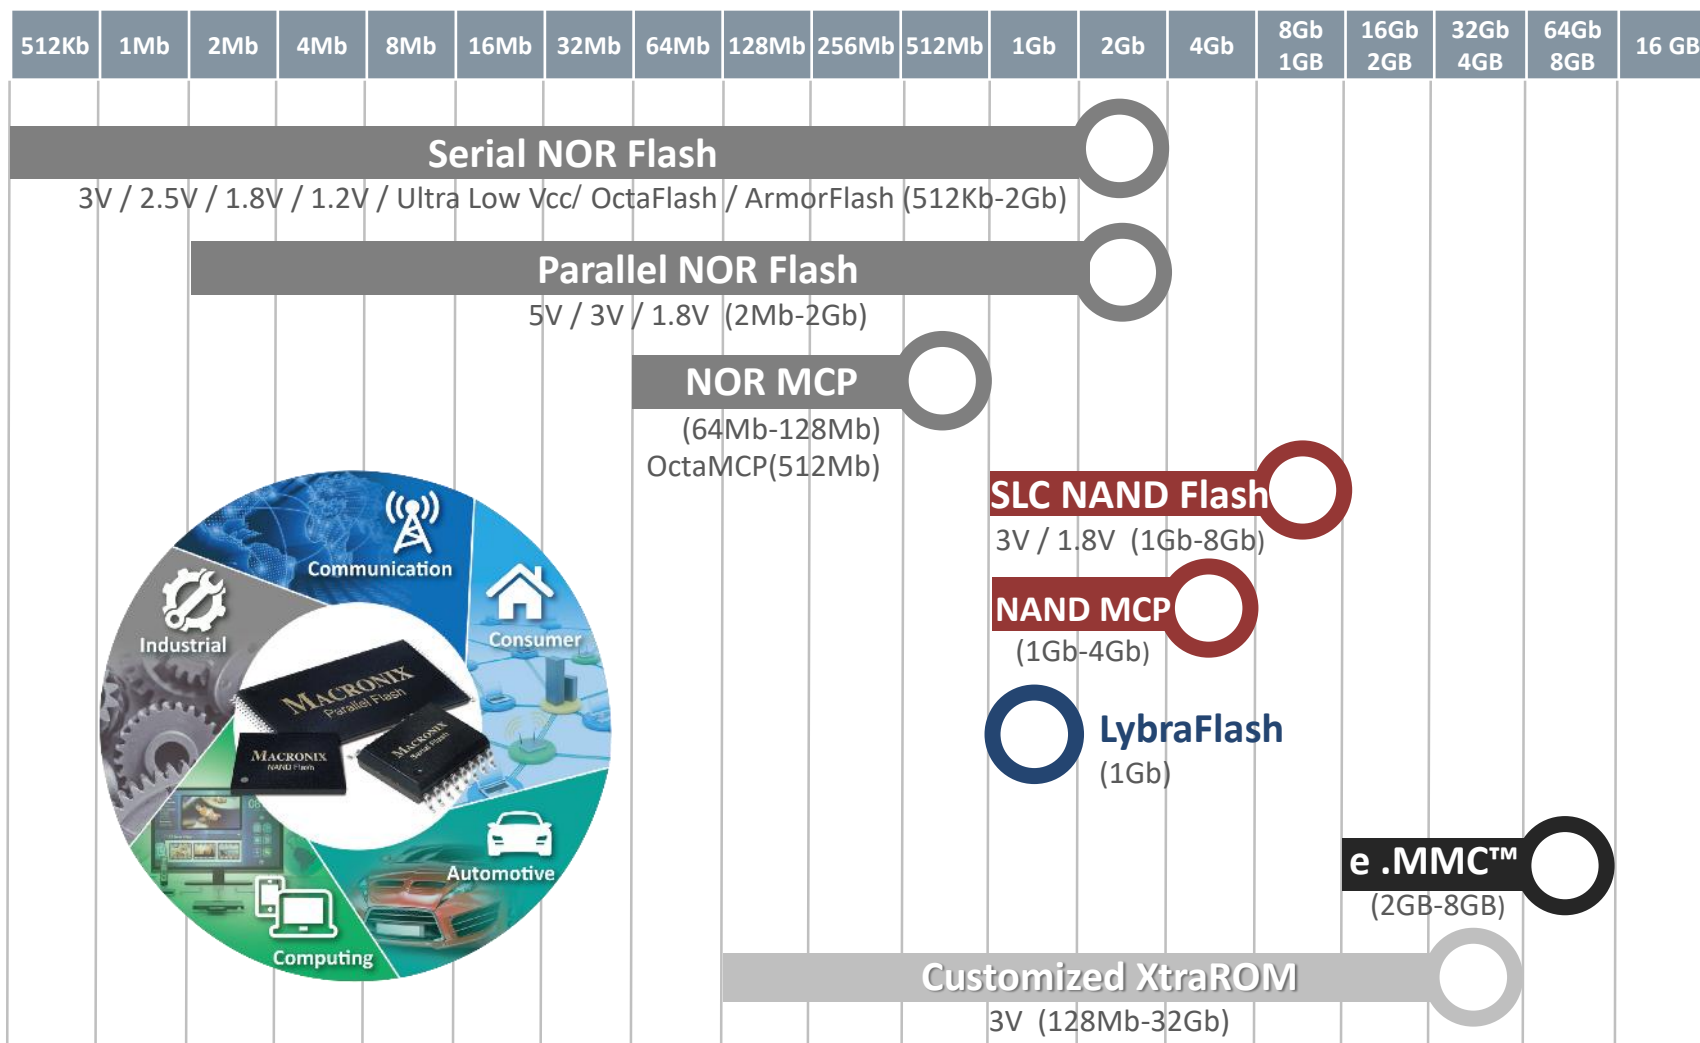 512Kb 1Mb 2Mb 4Mb 8Mb 16Mb 32Mb 64Mb 128Mb 256Mb 512Mb 1Gb 2Gb 4Gb 8Gb 16Gb 32Gb 64Gb 16 GB
1GB 2GB 4GB 8GB
Serial NOR Flash
3V / 2.5V / 1.8V / 1.2V / Ultra Low Vcc/ OctaFlash / ArmorFlash (512Kb-2Gb)
Parallel NOR Flash
5V / 3V / 1.8V (2Mb-2Gb)
NOR MCP
(64Mb-128Mb)
OctaMCP(512Mb)
SLC NAND Flash
3V / 1.8V (1Gb-8Gb)
NAND MCP
(1Gb-4Gb)
LybraFlash
(1Gb)
e .MMC™
(2GB-8GB)
Customized XtraROM
3V (128Mb-32Gb)
Communication
Consumer
Industrial
MACRONIX
Parallel Flash
MACRONIX
Serial Flash
MACRONIX
NAND Flash
Automotive
Computing